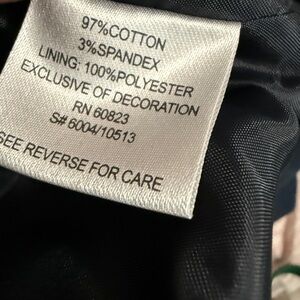 97%COTTON
3%SPANDEX
LINING: 100%POLYESTER
EXCLUSIVE OF DECORATION
RN 60823
S# 6004/10513
SEE REVERSE FOR CARE